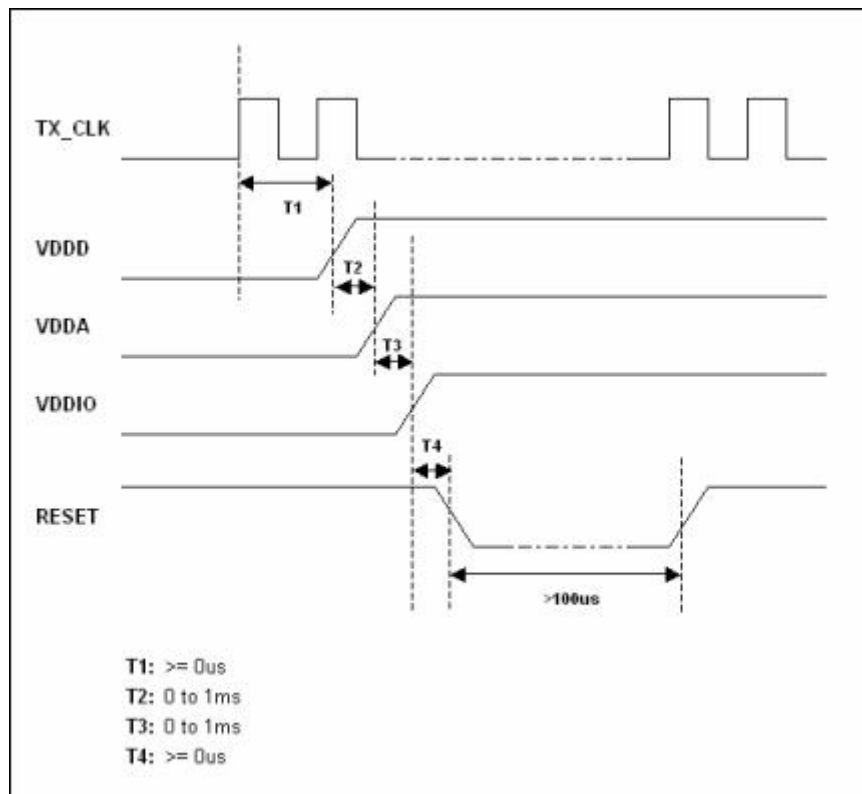 TX_CLK
T1
VDDD
T2
VDDA
T3
VDDIO
T4
RESET
>100us
T1: >= 0us
T2: 0 to 1ms
T3: 0 to 1ms
T4: >= 0us